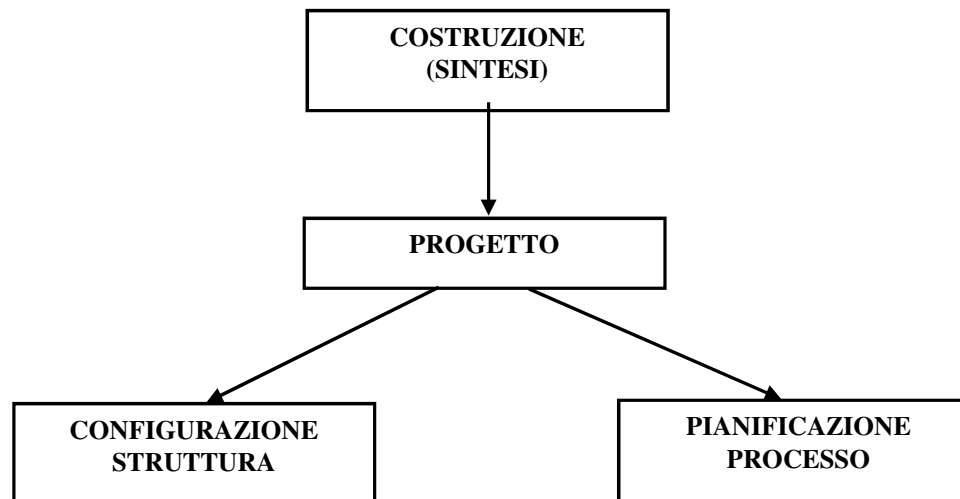 COSTRUZIONE
(SINTESI)
PROGETTO
CONFIGURAZIONE
STRUTTURA
PIANIFICAZIONE
PROCESSO